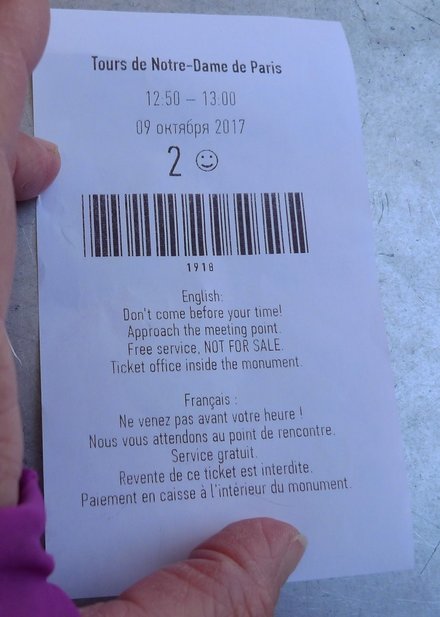 Tours de Notre-Dame de Paris
12:50 – 13:00
09 октября 2017
2 ☺
1918
English:
Don't come before your time!
Approach the meeting point.
Free service, NOT FOR SALE.
Ticket office inside the monument.
Français :
Ne venez pas avant votre heure !
Nous vous attendons au point de rencontre.
Service gratuit.
Revente de ce ticket est interdite.
Paiement en caisse à l'intérieur du monument.